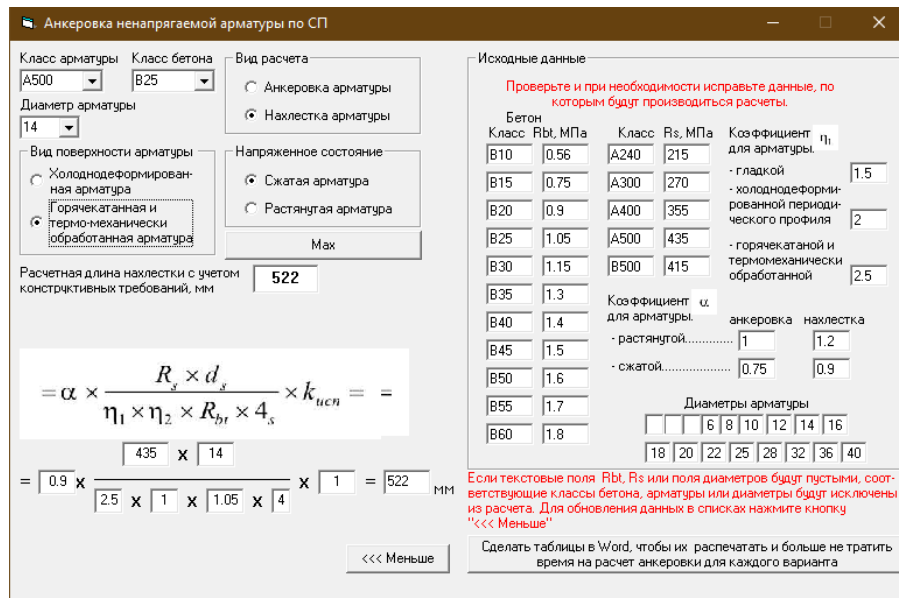 Анкеровка ненапрягаемой арматуры по СП
Класс арматуры
Класс бетона
A500
B25
Диаметр арматуры
14
Вид расчета
Анкеровка арматуры
Нахлестка арматуры
Вид поверхности арматуры
Холоднодеформирован-
ная арматура
Горячекатанная и
термо-механически
обработанная арматура
Напряженное состояние
Сжатая арматура
Растянутая арматура
Max
Расчетная длина нахлестки с учетом
конструктивных требований, мм
522
= α × R_s × d_s / η₁ × η₂ × R_bt × 4_s × k_исп = =
435 X 14
= 0.9 X
2.5 X 1 X 1.05 X 4
X 1 = 522 мм
<<< Меньше
Исходные данные
Проверьте и при необходимости исправьте данные, по
которым будут производиться расчеты.
Бетон
Класс Rbt, МПа
B10 0.56
B15 0.75
B20 0.9
B25 1.05
B30 1.15
B35 1.3
B40 1.4
B45 1.5
B50 1.6
B55 1.7
B60 1.8
Класс Rs, МПа
A240 215
A300 270
A400 355
A500 435
B500 415
Коэффициент η₁
для арматуры.
- гладкой 1.5
- холоднодеформи-
рованной периоди-
ческого профиля 2
- горячекатаной и
термомеханически
обработанной 2.5
Коэффициент α
для арматуры.
анкеровка нахлестка
- растянутой............ 1 1.2
- сжатой.................... 0.75 0.9
Диаметры арматуры
6 8 10 12 14 16
18 20 22 25 28 32 36 40
Если текстовые поля Rbt, Rs или поля диаметров будут пустыми, соот-
ветствующие классы бетона, арматуры или диаметры будут исключены
из расчета. Для обновления данных в списках нажмите кнопку
"<<< Меньше"
Сделать таблицы в Word, чтобы их распечатать и больше не тратить
время на расчет анкеровки для каждого варианта